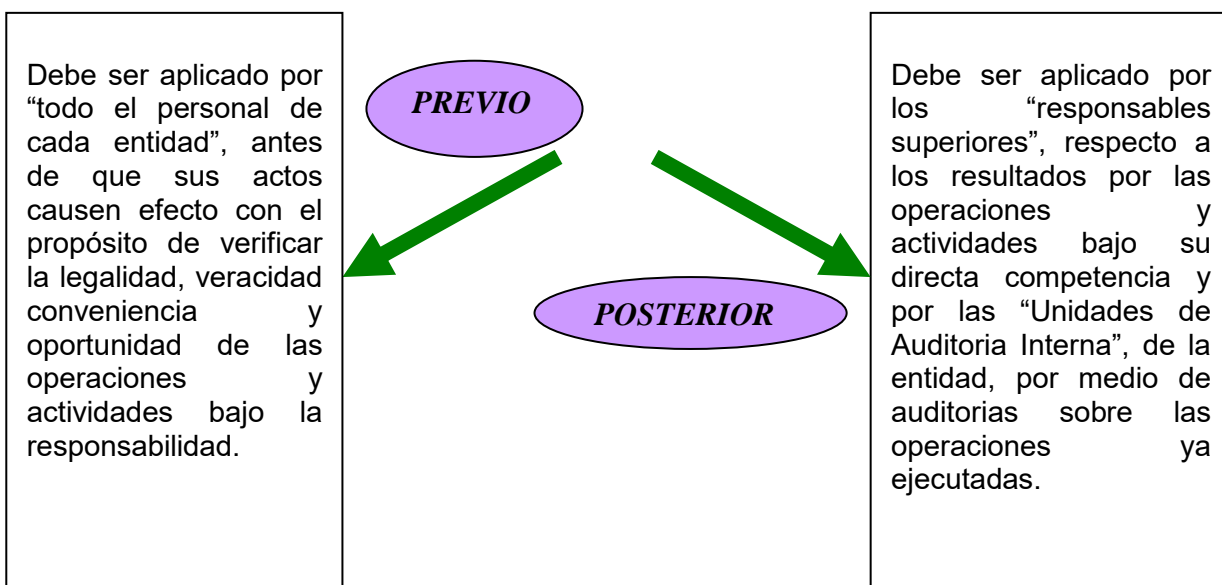 Debe ser aplicado por
“todo el personal de
cada entidad”, antes
de que sus actos
causen efecto con el
propósito de verificar
la legalidad, veracidad
conveniencia y
oportunidad de las
operaciones y
actividades bajo la
responsabilidad.
PREVIO
POSTERIOR
Debe ser aplicado por
los “responsables
superiores”, respecto a
los resultados por las
operaciones y
actividades bajo su
directa competencia y
por las “Unidades de
Auditoria Interna”, de la
entidad, por medio de
auditorias sobre las
operaciones ya
ejecutadas.